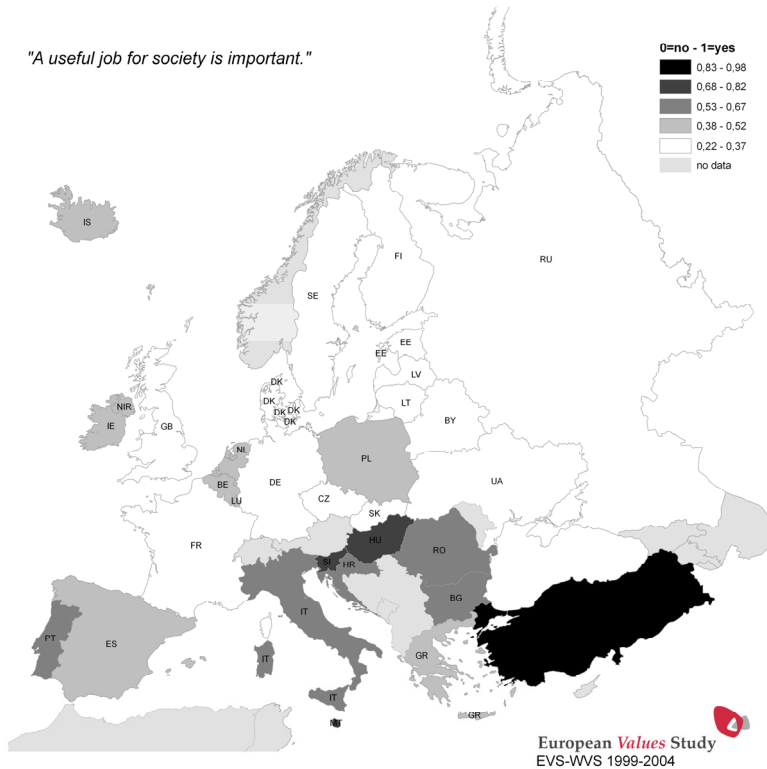 "A useful job for society is important."
0=no - 1=yes
0,83 - 0,98
0,68 - 0,82
0,53 - 0,67
0,38 - 0,52
0,22 - 0,37
no data
IS
FI
RU
SE
EE
EE
LV
DK
DK
DK
DK
DK
LT
NIR
IE
GB
BY
NL
PL
BE
DE
UA
LU
CZ
SK
HU
FR
RO
SI
HR
BG
IT
PT
ES
GR
IT
IT
GR
MT
European Values Study
EVS-WVS 1999-2004